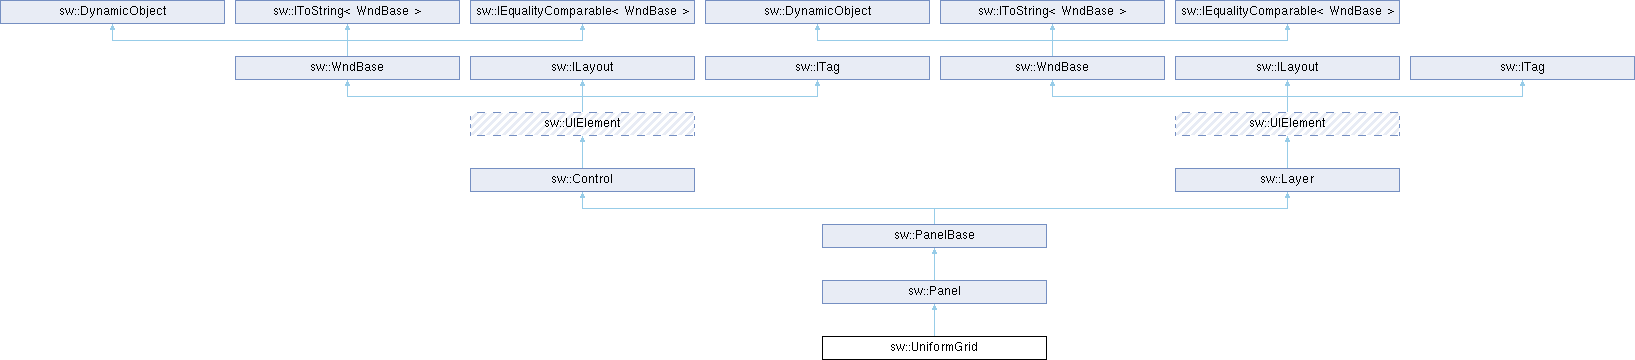 sw::DynamicObject
sw::IToString< WndBase >
sw::IEqualityComparable< WndBase >
sw::DynamicObject
sw::IToString< WndBase >
sw::IEqualityComparable< WndBase >
sw::WndBase
sw::ILayout
sw::ITag
sw::WndBase
sw::ILayout
sw::ITag
sw::UIElement
sw::UIElement
sw::Control
sw::Layer
sw::PanelBase
sw::Panel
sw::UniformGrid